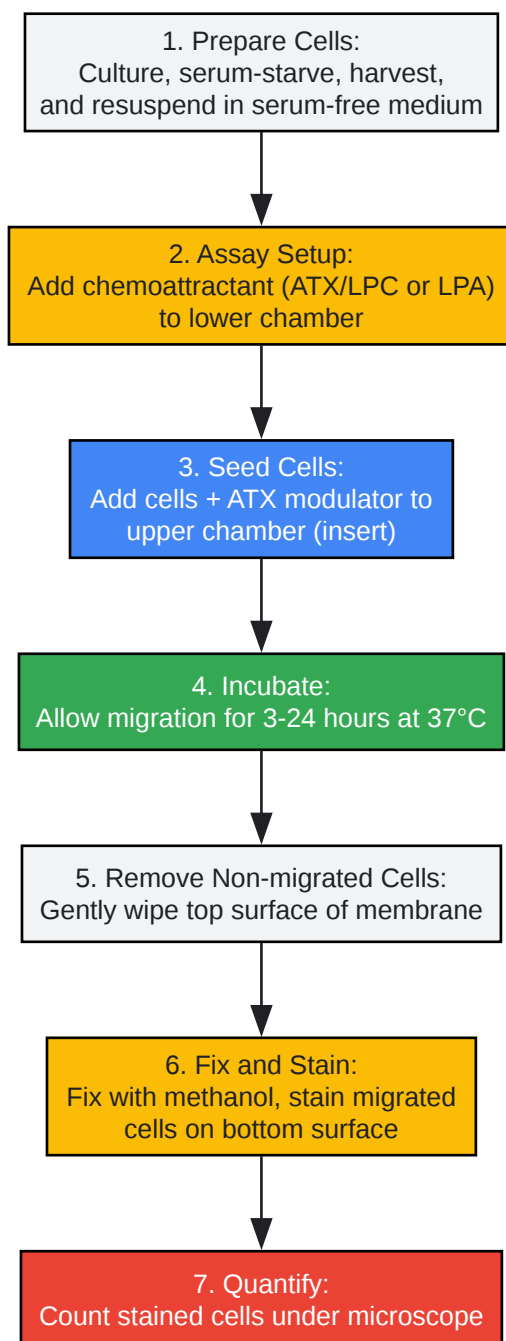 1. Prepare Cells:
Culture, serum-starve, harvest,
and resuspend in serum-free medium
2. Assay Setup:
Add chemoattractant (ATX/LPC or LPA)
to lower chamber
3. Seed Cells:
Add cells + ATX modulator to
upper chamber (insert)
4. Incubate:
Allow migration for 3-24 hours at 37°C
5. Remove Non-migrated Cells:
Gently wipe top surface of membrane
6. Fix and Stain:
Fix with methanol, stain migrated
cells on bottom surface
7. Quantify:
Count stained cells under microscope